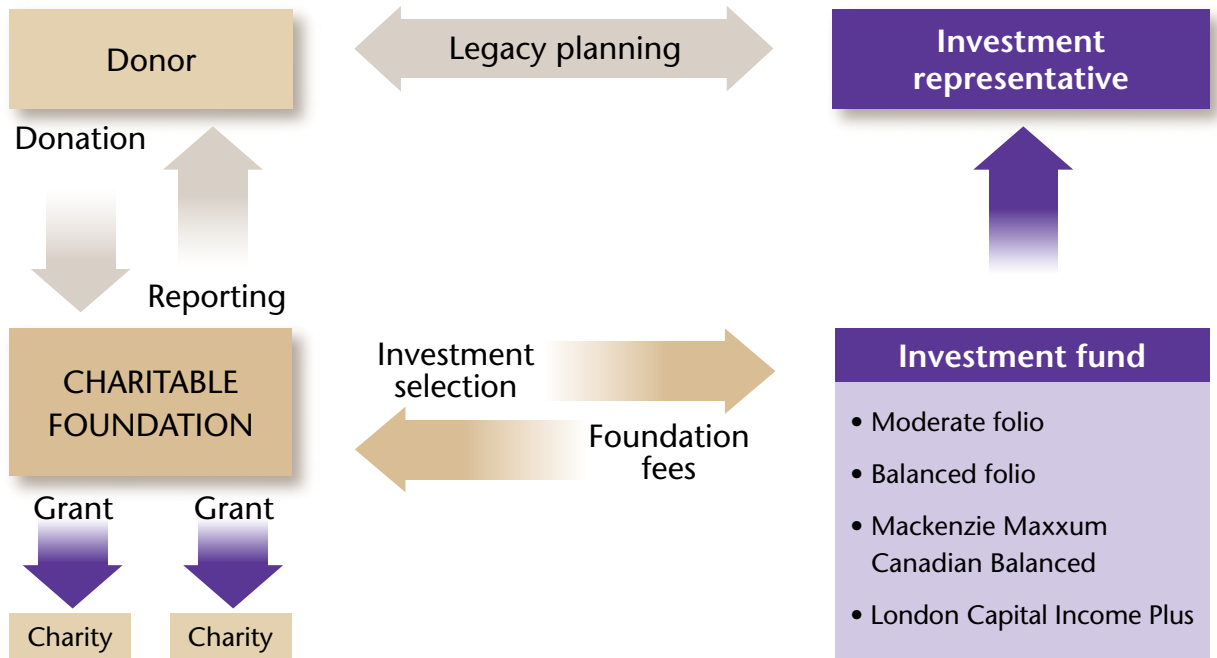 Donor
Legacy planning
Investment
representative
Donation
Reporting
CHARITABLE
FOUNDATION
Investment
selection
Foundation
fees
Investment fund
• Moderate folio
• Balanced folio
• Mackenzie Maxxum
Canadian Balanced
• London Capital Income Plus
Grant
Grant
Charity
Charity